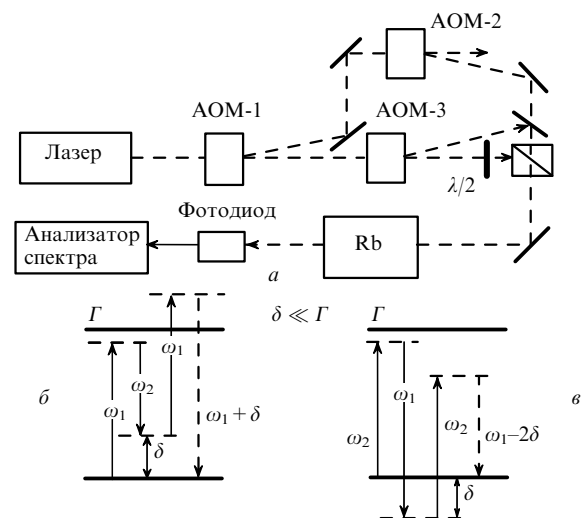 АОМ-2
АОМ-1
АОМ-3
Лазер
λ/2
Фотодиод
Анализатор
спектра
Rb
а
Г
δ ≪ Г
Г
б
ω₁
ω₂
ω₁
ω₁ + δ
δ
ω₂
ω₁
ω₂
ω₁–2δ
δ
в